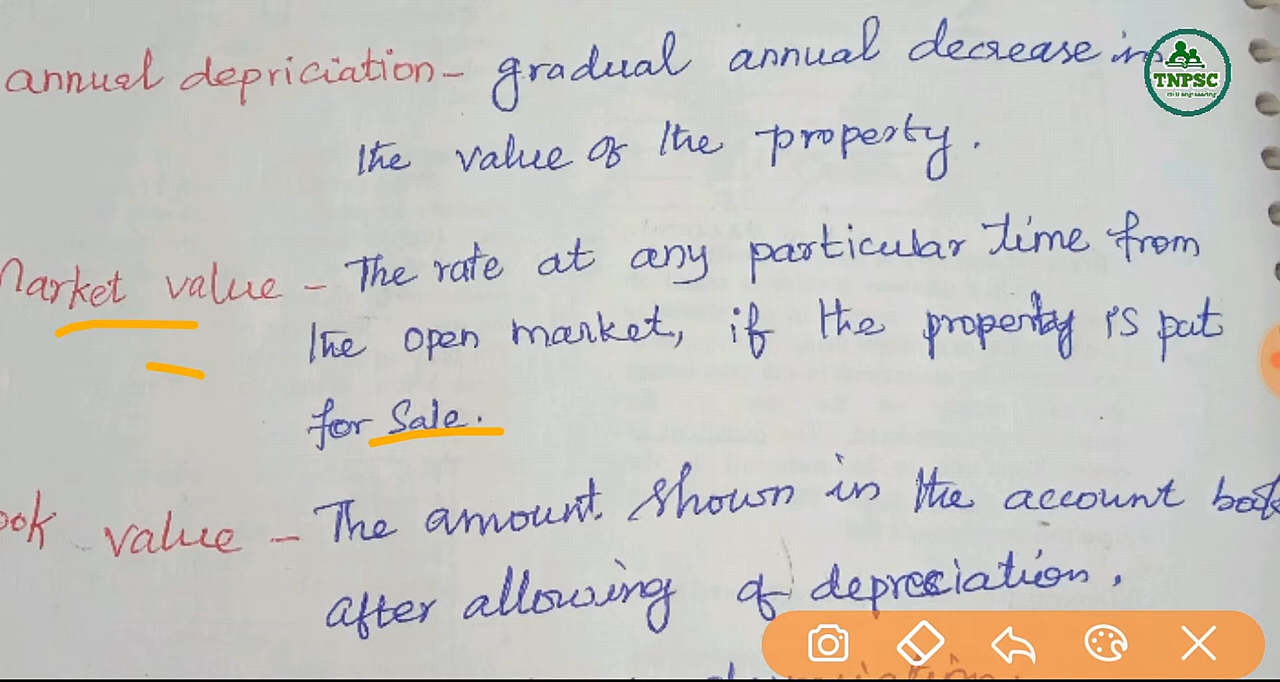 annual depriciation - gradual annual decrease in
the value of the property.
Market value - The rate at any particular time from
the open market, if the property is put
for Sale.
ook value - The amount shown in the account book
after allowing of depreciation.
TNPSC